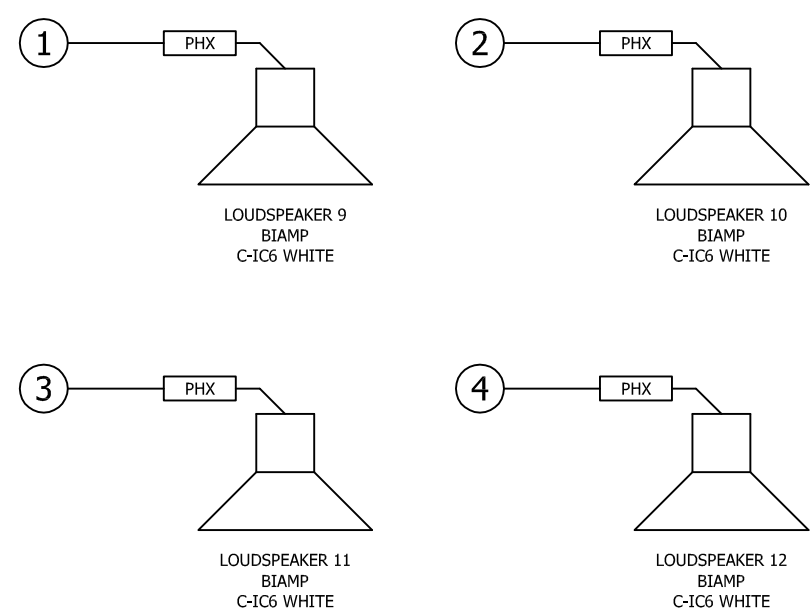 1
PHX
LOUDSPEAKER 9
BIAMP
C-IC6 WHITE
2
PHX
LOUDSPEAKER 10
BIAMP
C-IC6 WHITE
3
PHX
LOUDSPEAKER 11
BIAMP
C-IC6 WHITE
4
PHX
LOUDSPEAKER 12
BIAMP
C-IC6 WHITE